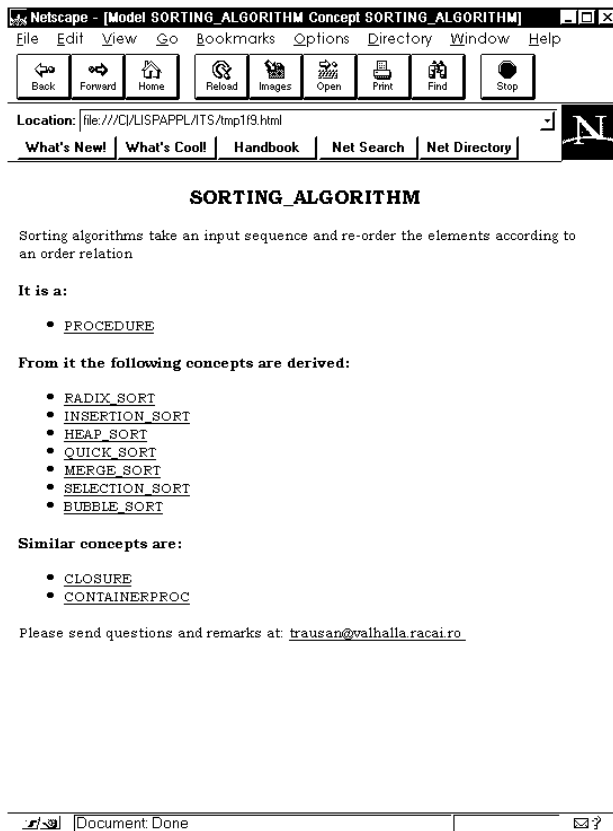 Netscape - [Model SORTING_ALGORITHM Concept SORTING_ALGORITHM]
File Edit View Go Bookmarks Options Directory Window Help
Back Forward Home Reload Images Open Print Find Stop
Location: file:///C|/LISPAPPL/ITS/tmp1f9.html
N
What's New! What's Cool! Handbook Net Search Net Directory
SORTING_ALGORITHM
Sorting algorithms take an input sequence and re-order the elements according to
an order relation
It is a:
• PROCEDURE
From it the following concepts are derived:
• RADIX_SORT
• INSERTION_SORT
• HEAP_SORT
• QUICK_SORT
• MERGE_SORT
• SELECTION_SORT
• BUBBLE_SORT
Similar concepts are:
• CLOSURE
• CONTAINERPROC
Please send questions and remarks at: trausan@valhalla.racai.ro
Document: Done
?